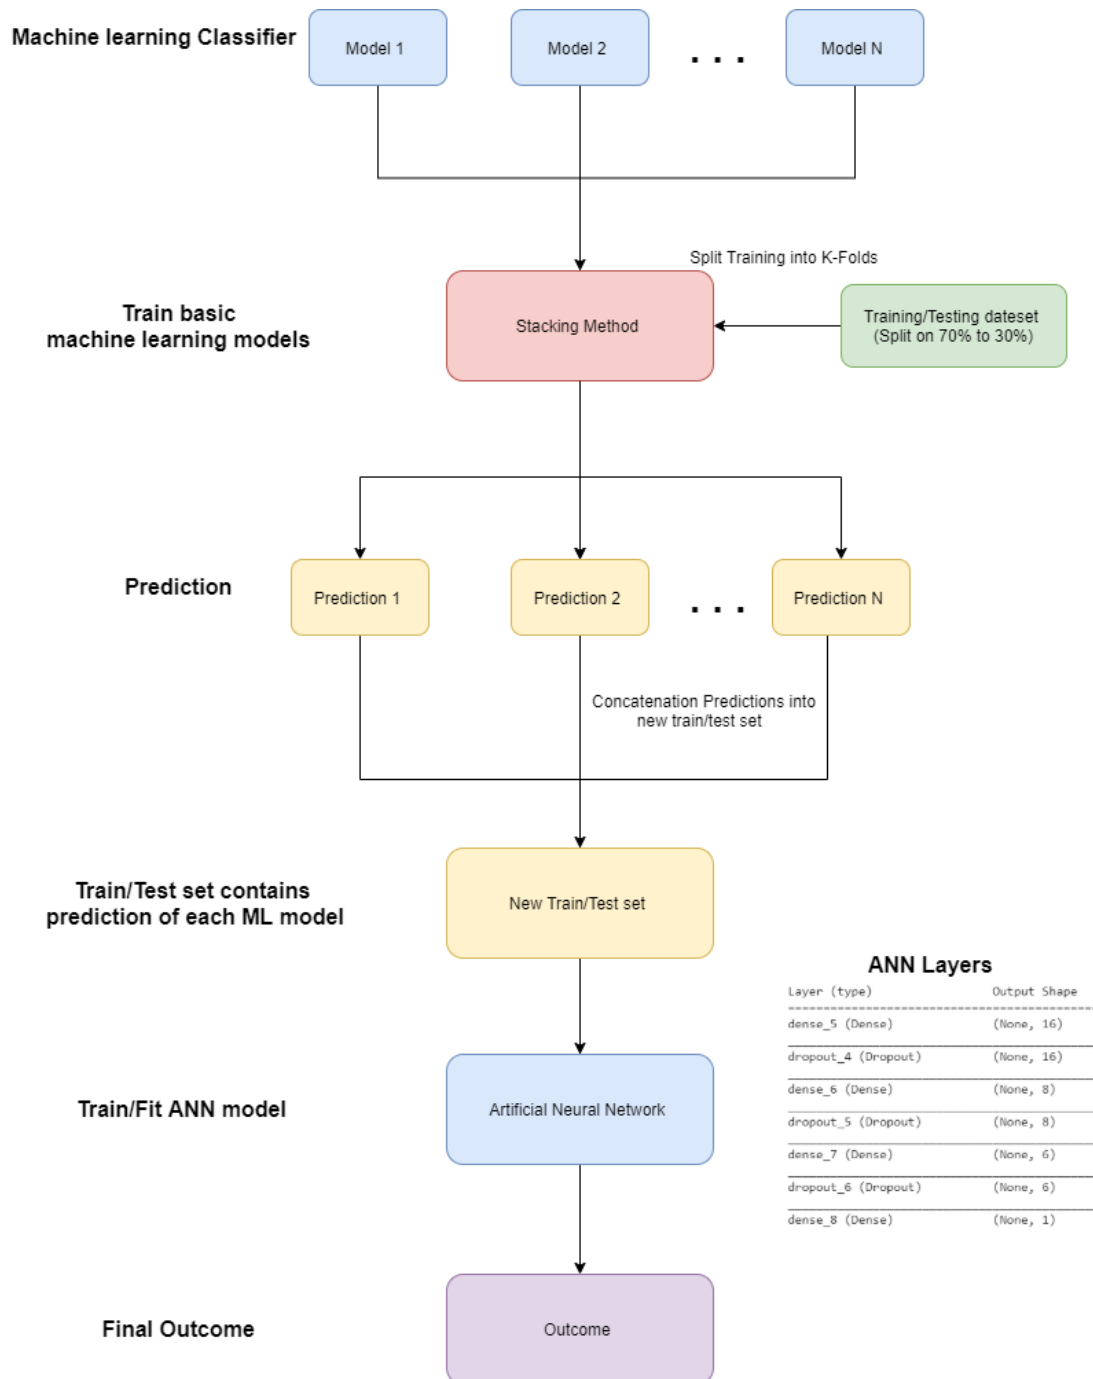 Machine learning Classifier
Model 1
Model 2
. . .
Model N
Split Training into K-Folds
Train basic
machine learning models
Stacking Method
Training/Testing dateset
(Split on 70% to 30%)
Prediction
Prediction 1
Prediction 2
. . .
Prediction N
Concatenation Predictions into
new train/test set
Train/Test set contains
prediction of each ML model
New Train/Test set
ANN Layers
Layer (type) Output Shape
dense_5 (Dense) (None, 16)
dropout_4 (Dropout) (None, 16)
dense_6 (Dense) (None, 8)
dropout_5 (Dropout) (None, 8)
dense_7 (Dense) (None, 6)
dropout_6 (Dropout) (None, 6)
dense_8 (Dense) (None, 1)
Train/Fit ANN model
Artificial Neural Network
Final Outcome
Outcome